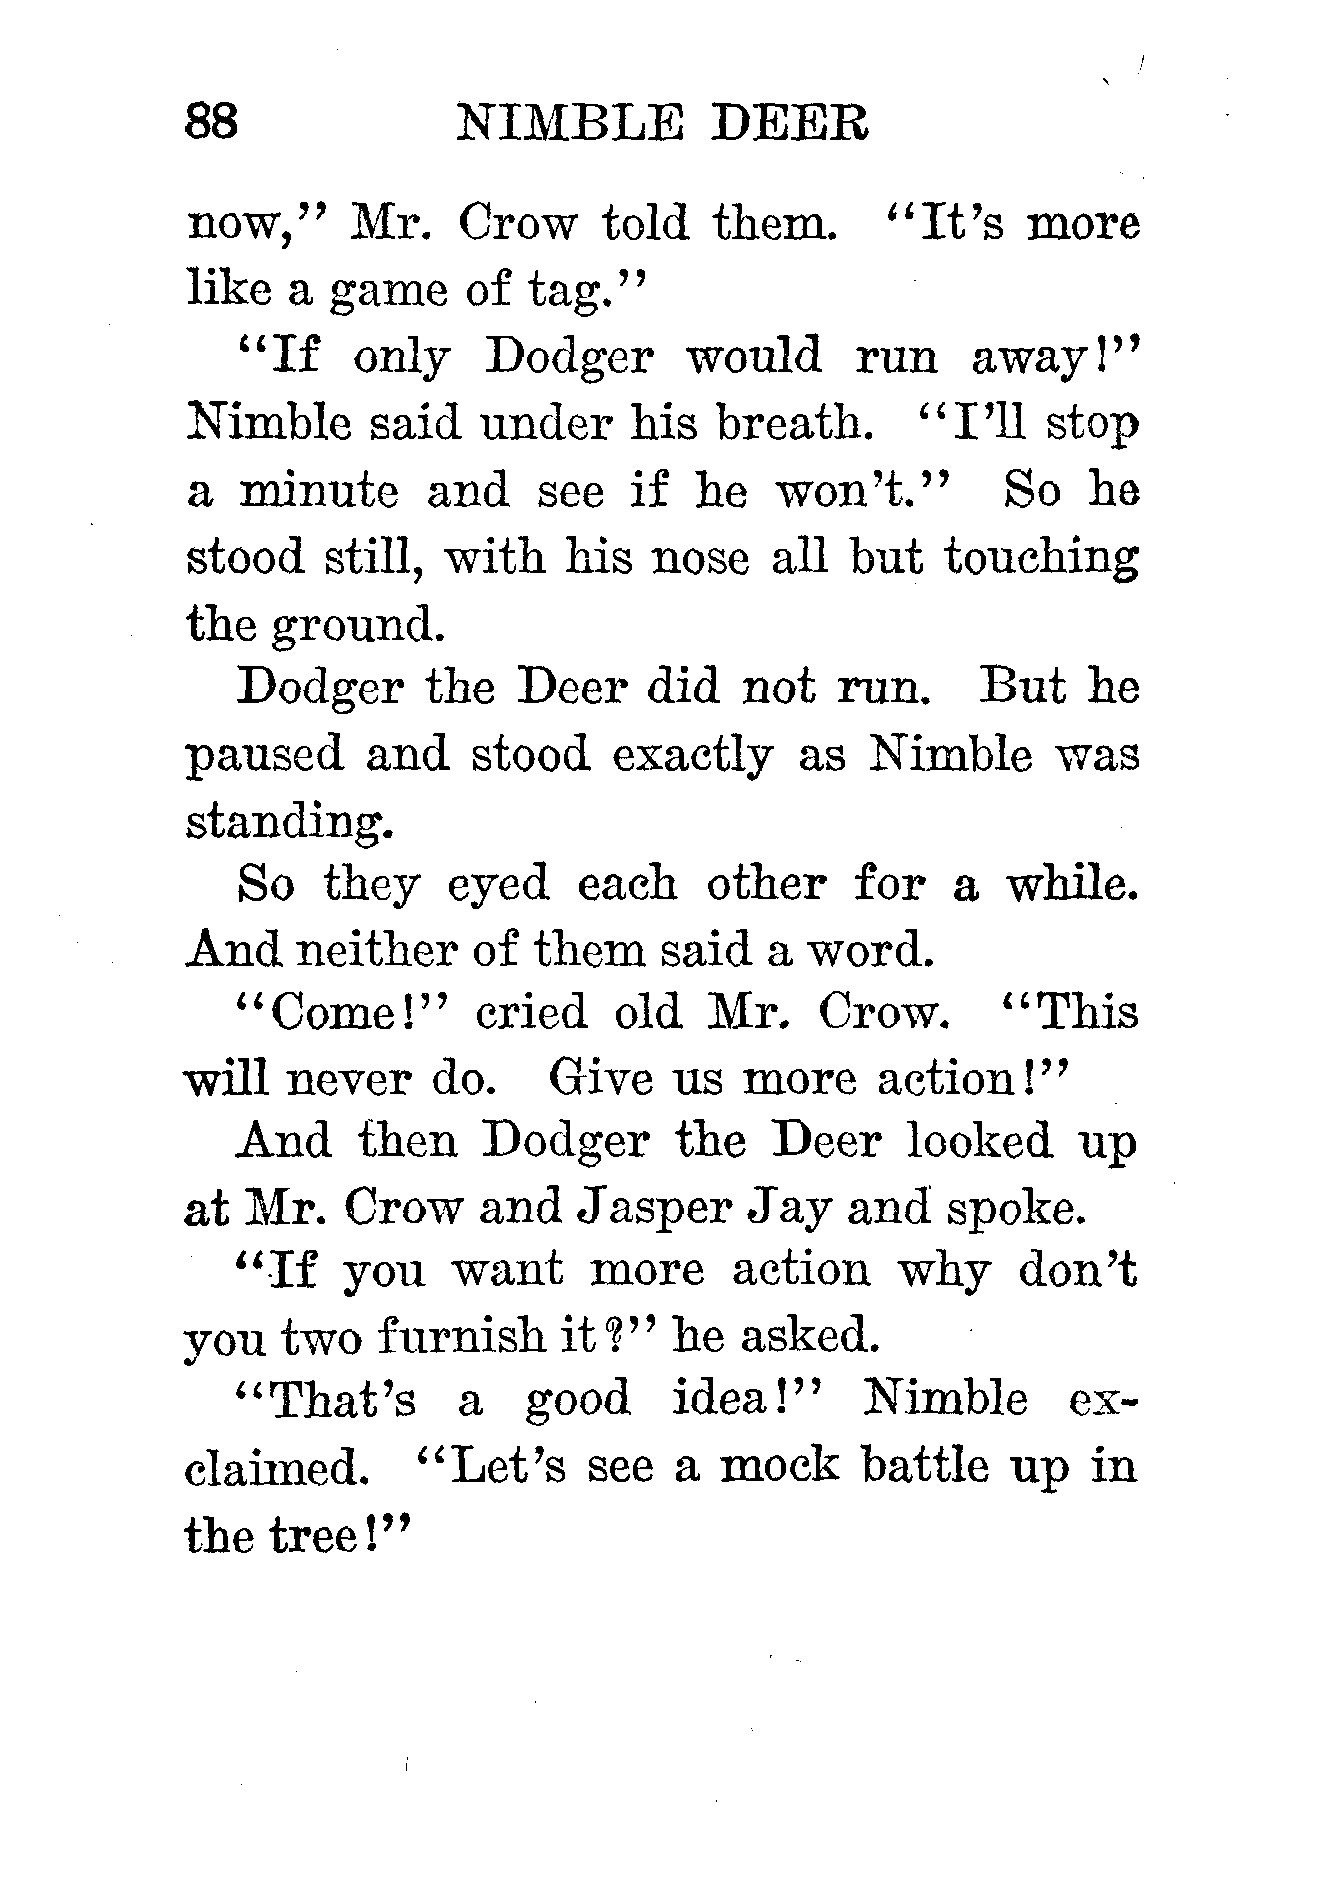 88 NIMBLE DEER
now," Mr. Crow told them. "It's more
like a game of tag."
"If only Dodger would run away!"
Nimble said under his breath. "I'll stop
a minute and see if he won't." So he
stood still, with his nose all but touching
the ground.
Dodger the Deer did not run. But he
paused and stood exactly as Nimble was
standing.
So they eyed each other for a while.
And neither of them said a word.
"Come!" cried old Mr. Crow. "This
will never do. Give us more action!"
And then Dodger the Deer looked up
at Mr. Crow and Jasper Jay and spoke.
"If you want more action why don't
you two furnish it?" he asked.
"That's a good idea!" Nimble ex-
claimed. "Let's see a mock battle up in
the tree!"